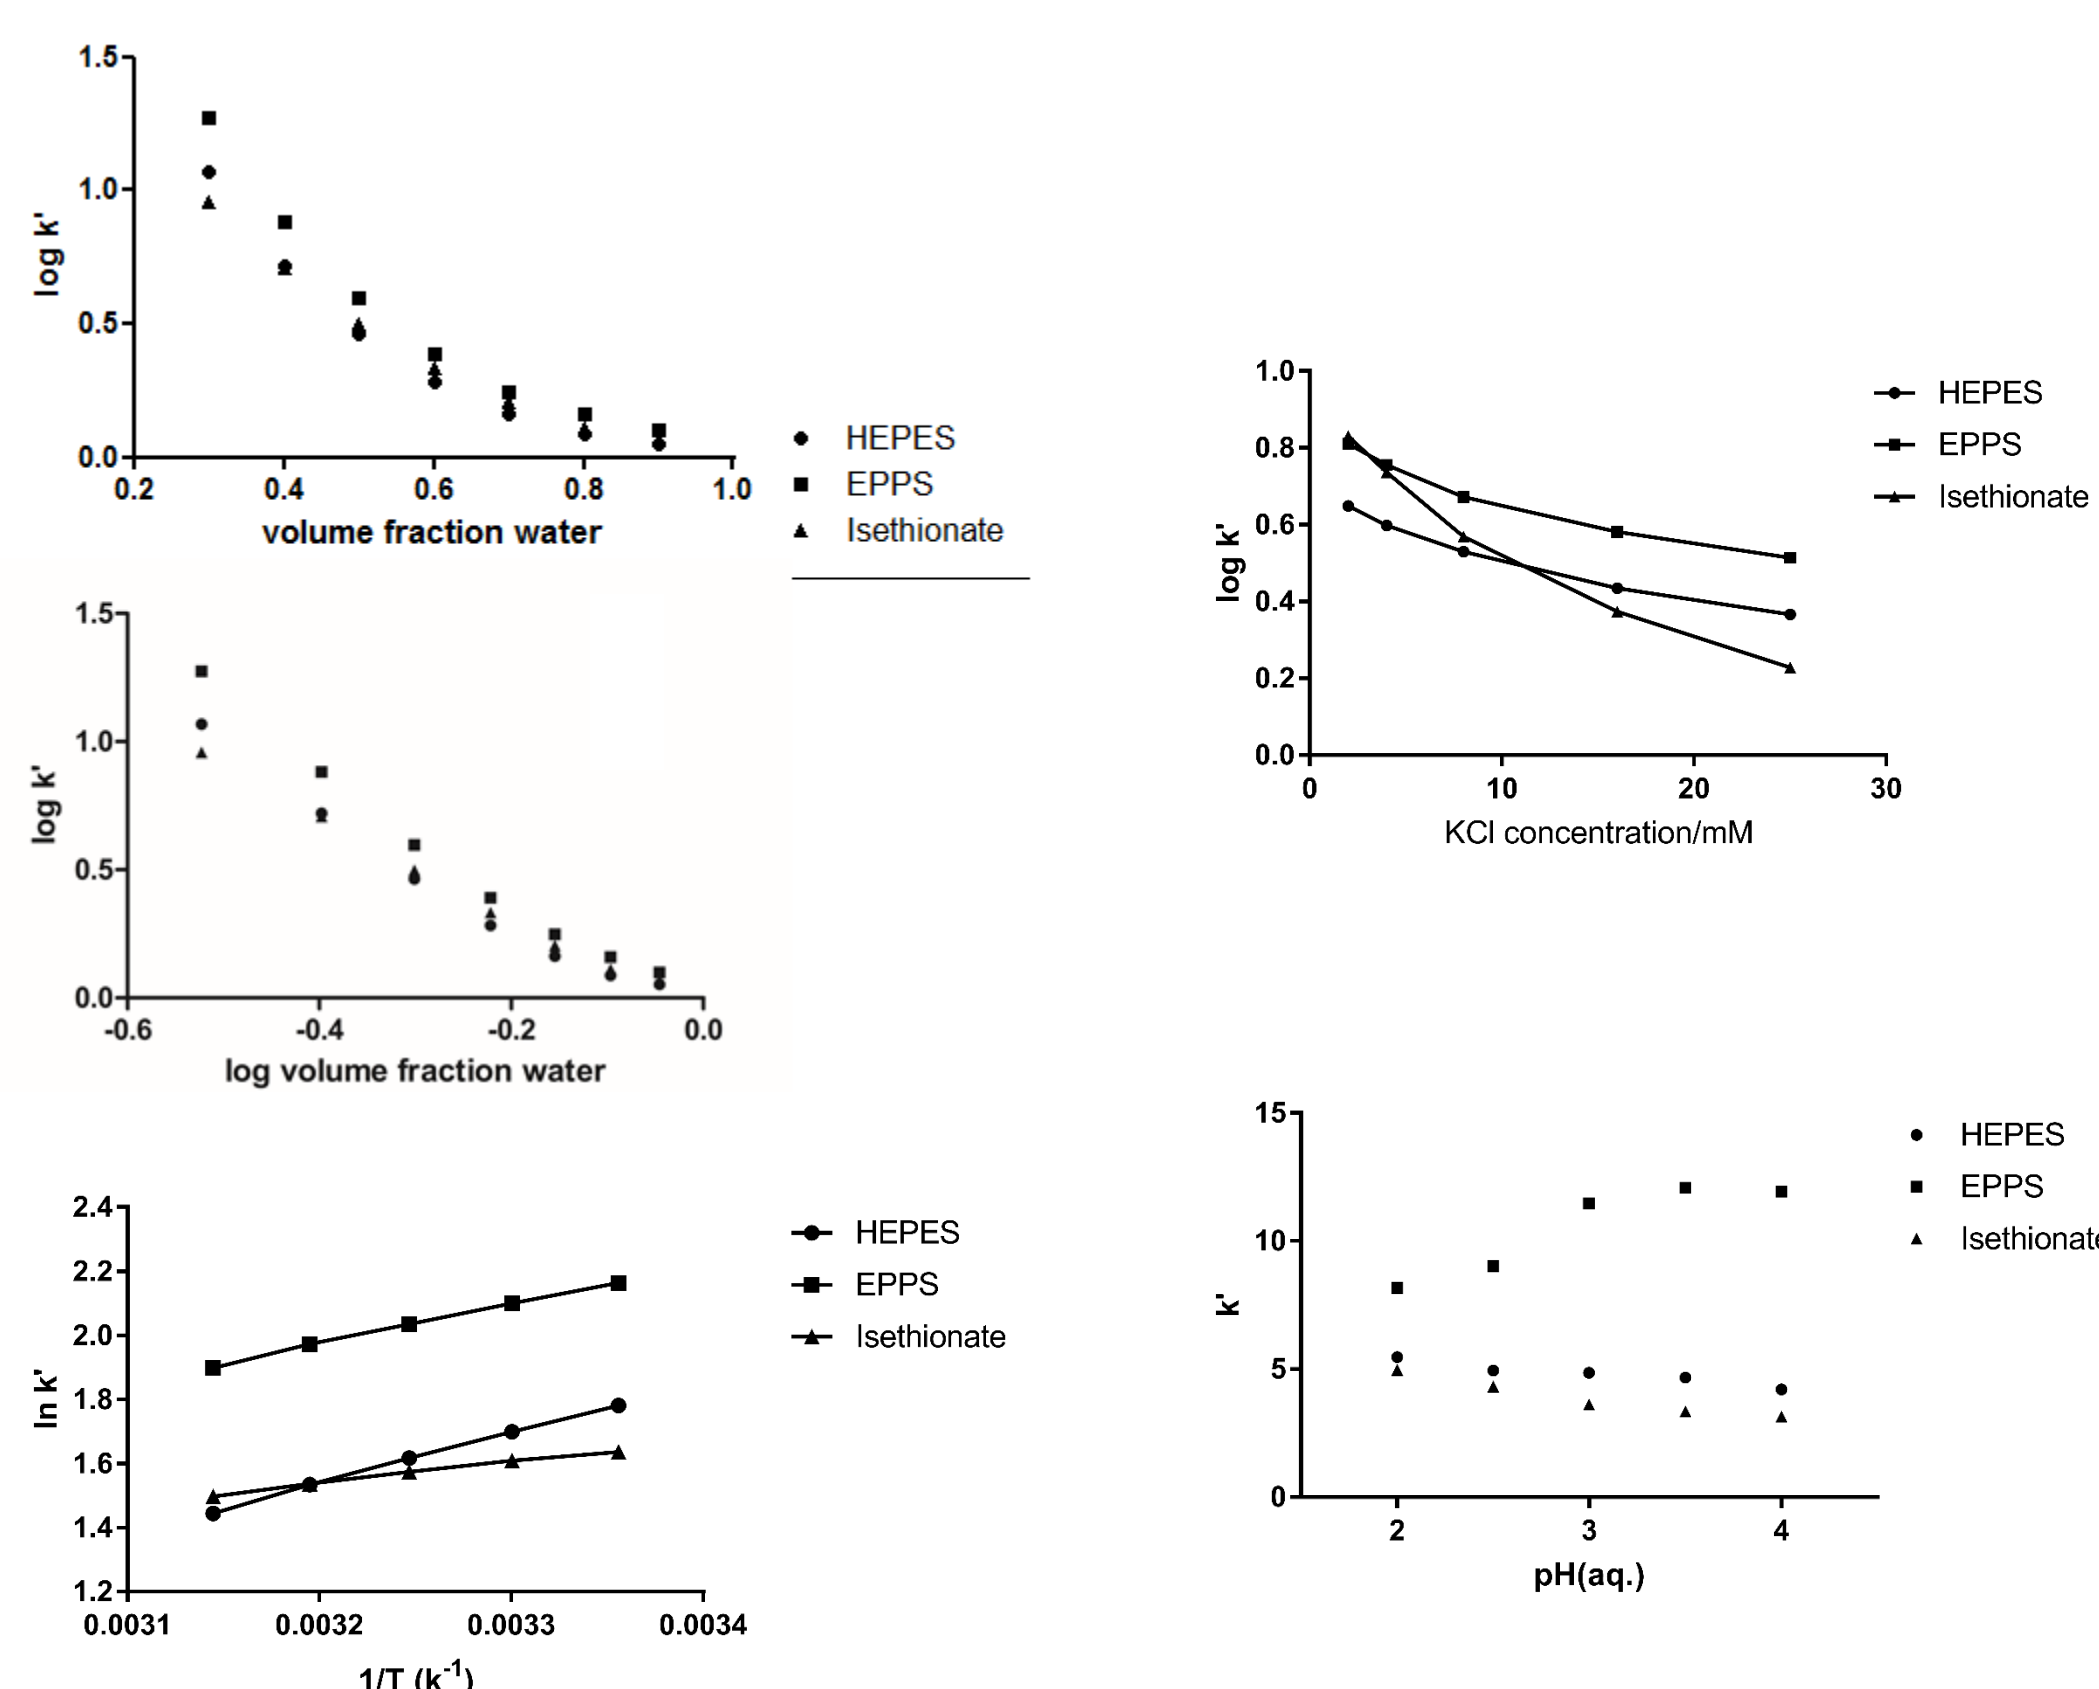 1.5
1.0
0.5
0.0
log k'
0.2 0.4 0.6 0.8 1.0
volume fraction water
HEPES
EPPS
Isethionate
1.5
1.0
0.5
0.0
log k'
-0.6 -0.4 -0.2 0.0
log volume fraction water
2.4
2.2
2.0
1.8
1.6
1.4
1.2
ln k'
0.0031 0.0032 0.0033 0.0034
1/T (k-1)
HEPES
EPPS
Isethionate
1.0
0.8
0.6
0.4
0.2
0.0
log k'
0 10 20 30
KCl concentration/mM
HEPES
EPPS
Isethionate
15
10
5
0
k'
2 3 4
pH(aq.)
HEPES
EPPS
Isethionate